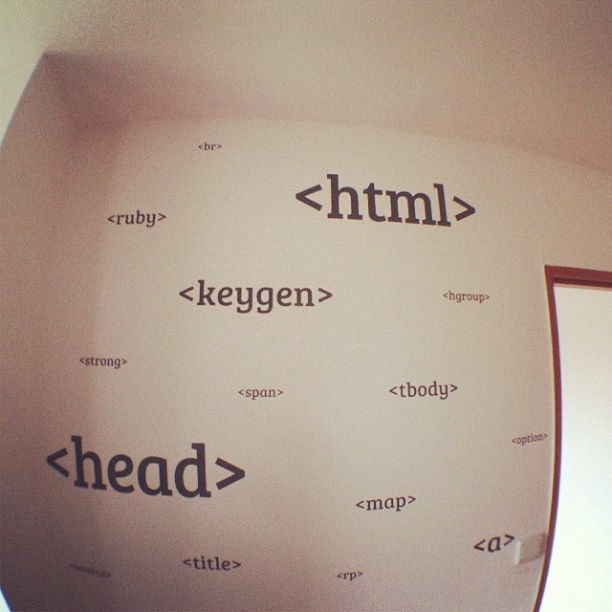 <br>
<html>
<ruby>
<keygen>
<hgroup>
<strong>
<span>
<tbody>
<option>
<head>
<map>
<a>
<title>
<rp>